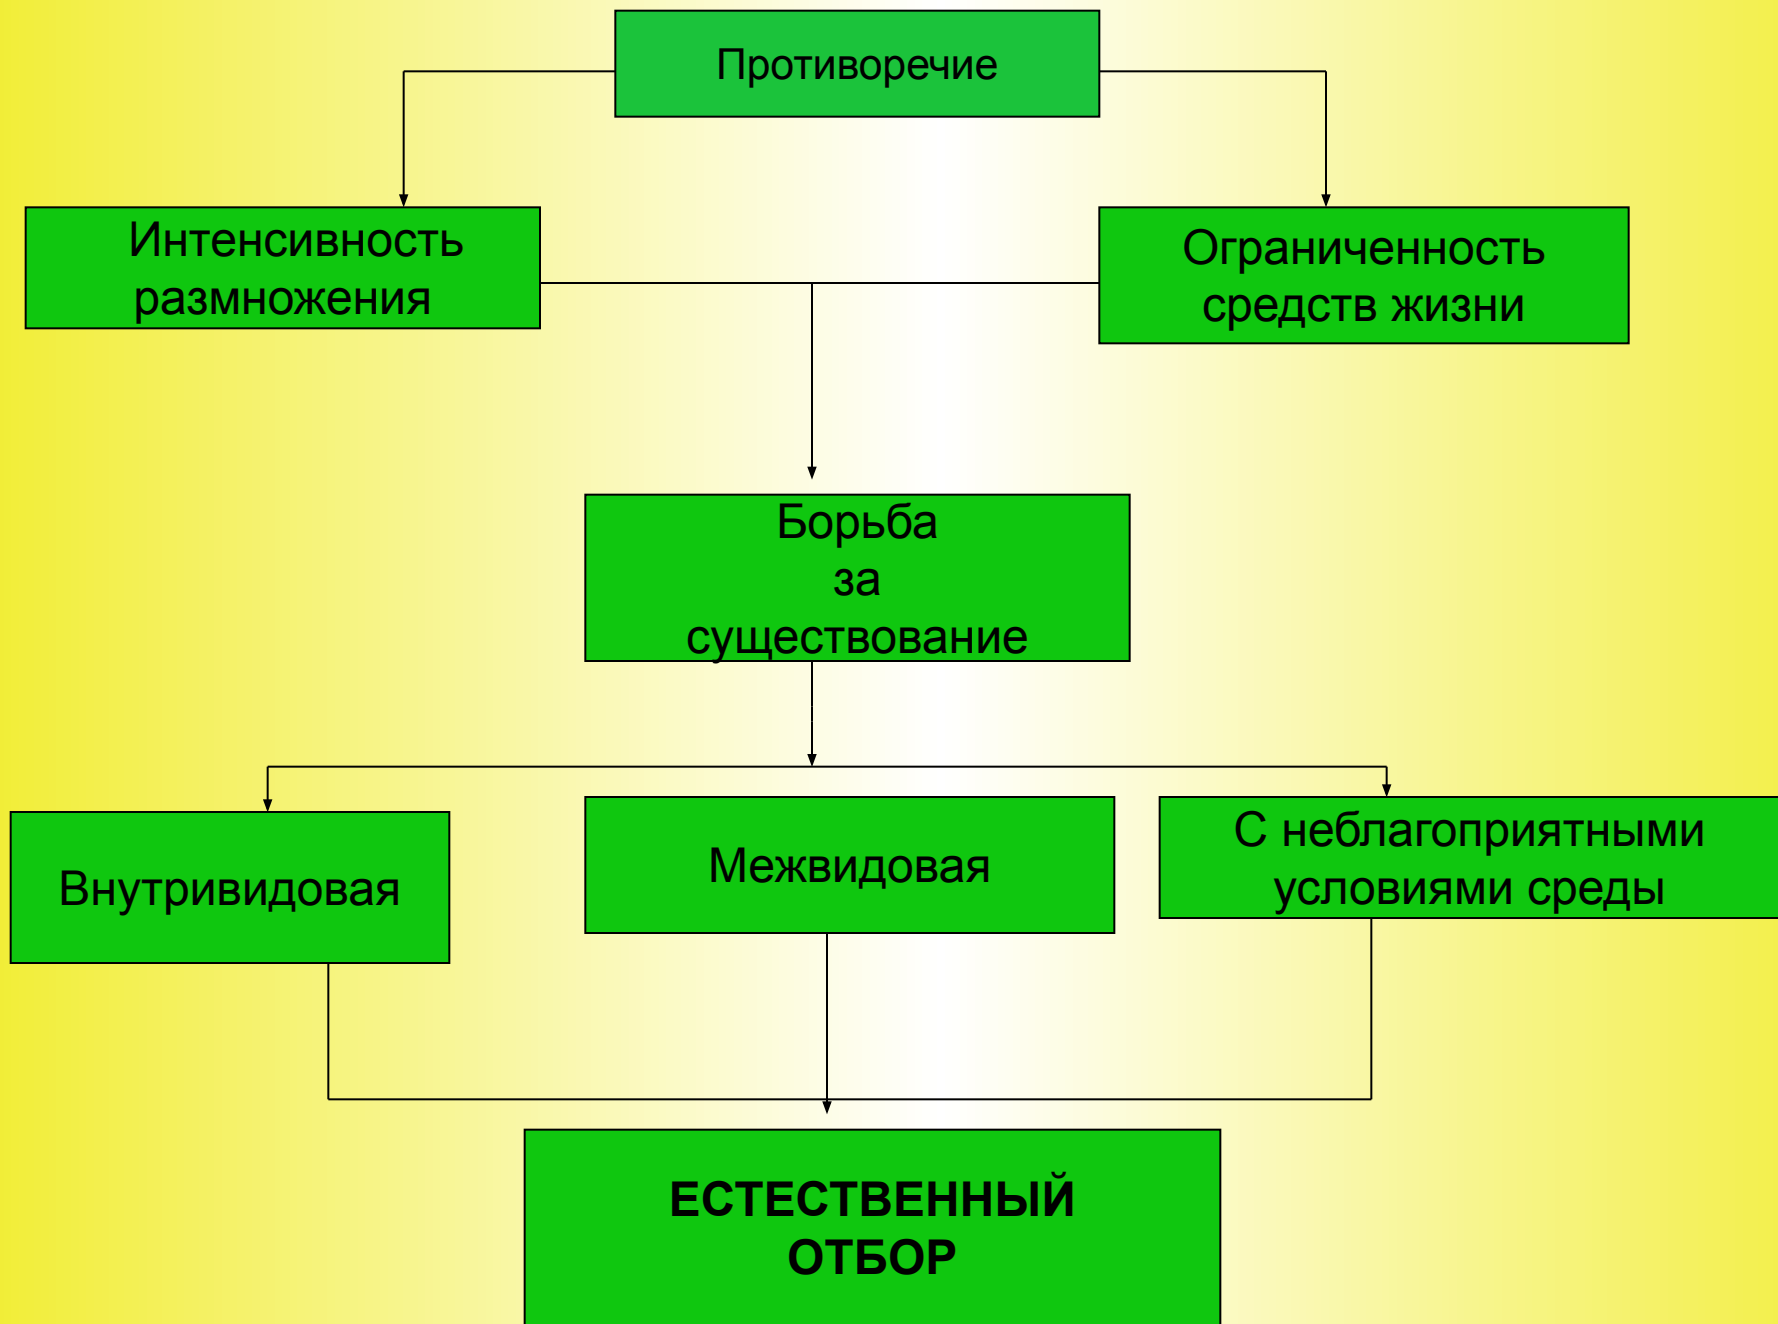 Противоречие
Интенсивность
размножения
Ограниченность
средств жизни
Борьба
за
существование
Внутривидовая
Межвидовая
С неблагоприятными
условиями среды
ЕСТЕСТВЕННЫЙ
ОТБОР